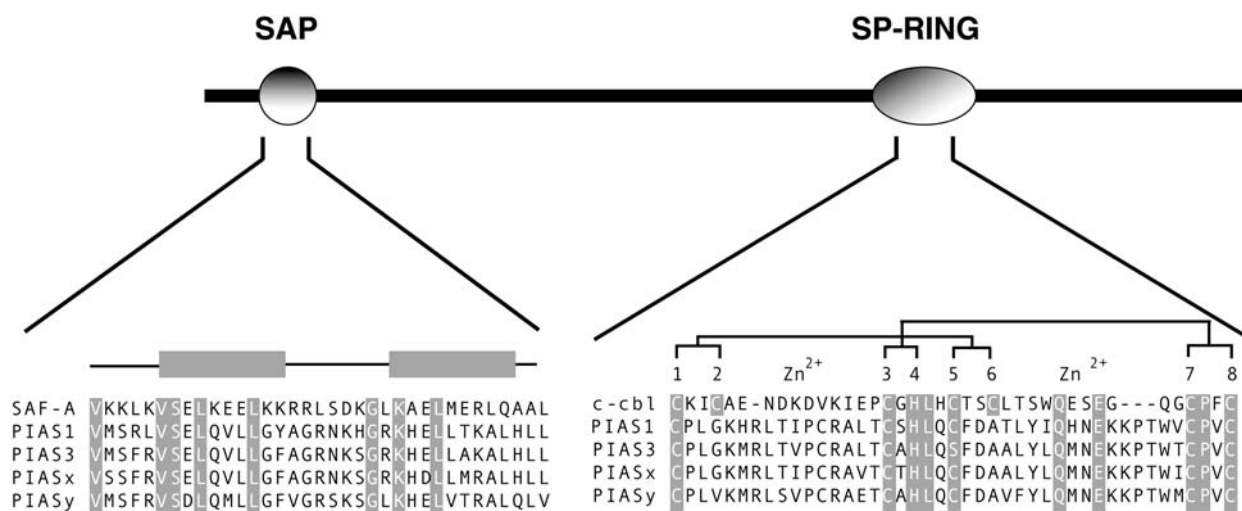 SAP
SP-RING
Zn2+ Zn2+
1 2 3 4 5 6 7 8
SAF-A VKKLKVSELKEELKKRRLSDKGLKAELMERLQAAL
PIAS1 VMSRLVSELQVLLGYAGRNKHGRKHELLTKALHLL
PIAS3 VMSFRVSELQVLLGFAGRNKSGRKHELLAKALHLL
PIASx VSSFRVSELQVLLGFAGRNKSGRKHDLLMRALHLL
PIASy VMSFRVSDLQMLLGFVGRSKSGLKHELVTRALQLV
c-cbl CKICAE-NDKDVKIEPCGHLHCTSCLTSWQESEG---QGCPFC
PIAS1 CPLGKHRLTIPCRALTCSHLQCFDATLYIQHNEKKPTWVCPVC
PIAS3 CPLGKMRLTVPCRALTCAHLQSFDAALYLQMNEKKPTWTCPVC
PIASx CPLGKMRLTIPCRAVTCTHLQCFDAALYLQMNEKKPTWICPVC
PIASy CPLVKMRLSVPCRAETCAHLQCFDAVFYLQMNEKKPTWMCPVC